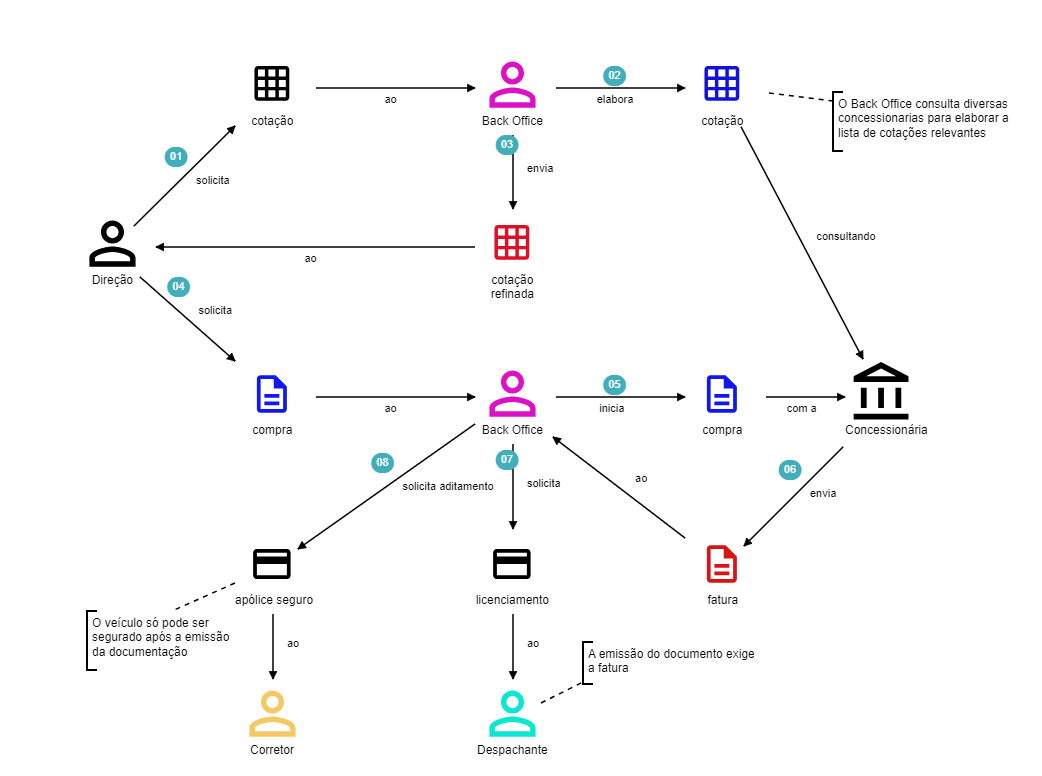 cotação
ao
Back Office
02
elabora
cotação
O Back Office consulta diversas
concessionarias para elaborar a
lista de cotações relevantes
01
solicita
03
envia
consultando
Direção
ao
cotação
refinada
04
solicita
compra
ao
Back Office
05
inicia
compra
com a
Concessionária
08
solicita aditamento
07
solicita
ao
06
envia
apólice seguro
licenciamento
fatura
O veículo só pode ser
segurado após a emissão
da documentação
ao
ao
A emissão do documento exige
a fatura
Corretor
Despachante